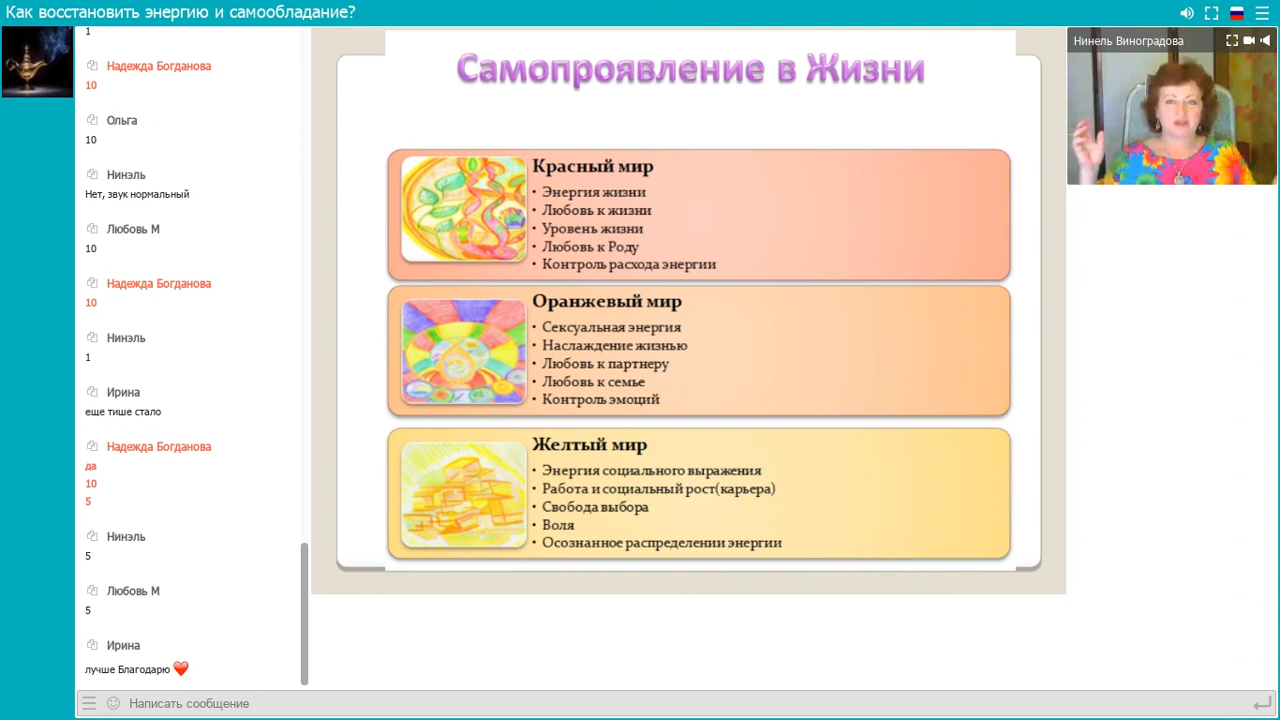 Как восстановить энергию и самообладание?
1
Надежда Богданова
10
Ольга
10
Нинэль
Нет, звук нормальный
Любовь М
10
Надежда Богданова
10
Нинэль
1
Ирина
еще тише стало
Надежда Богданова
да
10
5
Нинэль
5
Любовь М
5
Ирина
лучше Благодарю ❤️
Написать сообщение
Самопроявление в Жизни
Красный мир
• Энергия жизни
• Любовь к жизни
• Уровень жизни
• Любовь к Роду
• Контроль расхода энергии
Оранжевый мир
• Сексуальная энергия
• Наслаждение жизнью
• Любовь к партнеру
• Любовь к семье
• Контроль эмоций
Желтый мир
• Энергия социального выражения
• Работа и социальный рост(карьера)
• Свобода выбора
• Воля
• Осознанное распределении энергии
Нинель Виноградова